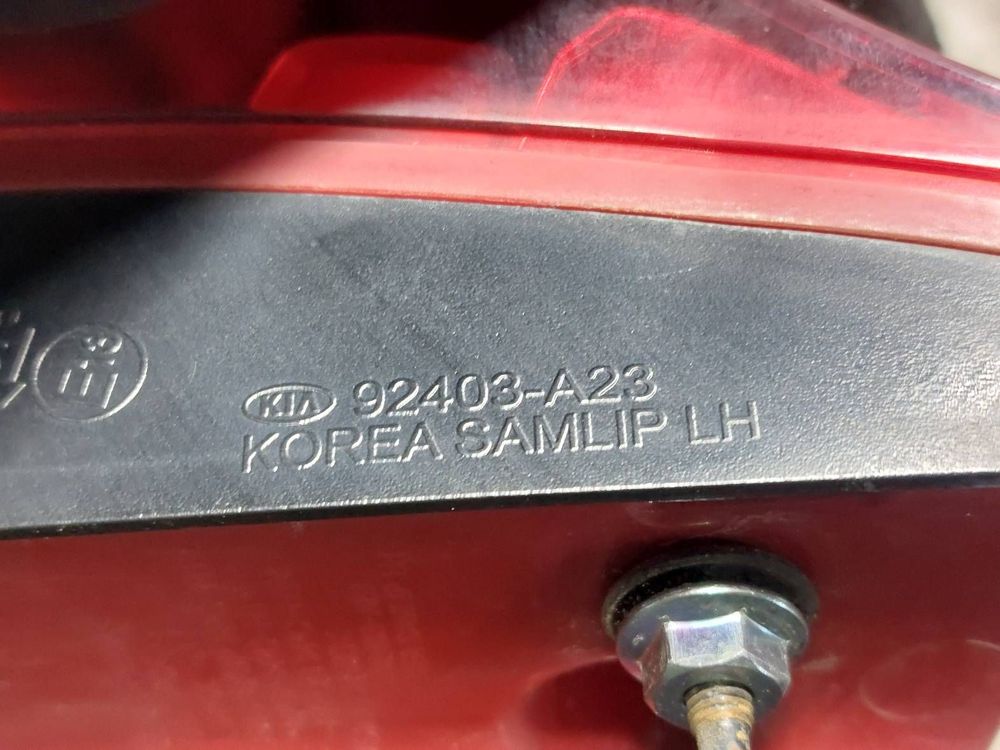 KIA 92403-A23
KOREA SAMLIP LH